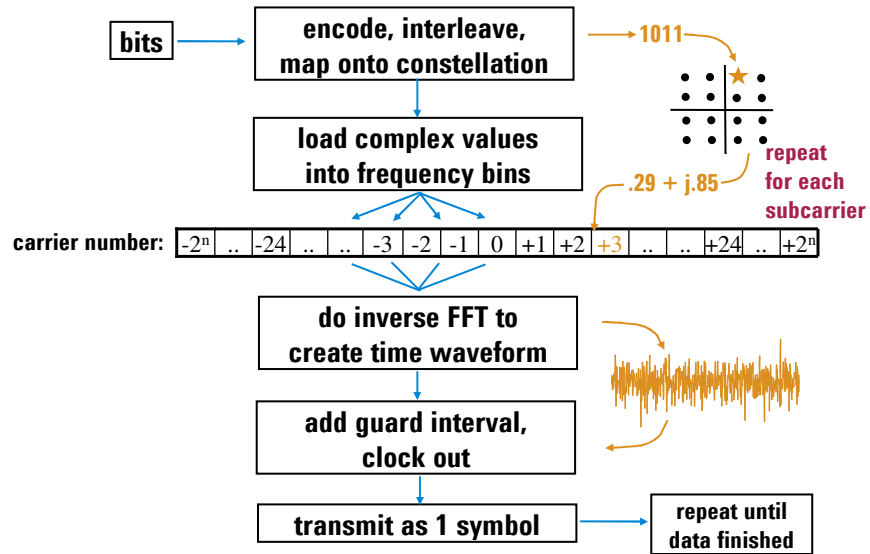 bits
encode, interleave,
map onto constellation
1011
load complex values
into frequency bins
.29 + j.85
repeat
for each
subcarrier
carrier number: -2ⁿ .. -24 .. .. -3 -2 -1 0 +1 +2 +3 .. .. +24 .. +2ⁿ
do inverse FFT to
create time waveform
add guard interval,
clock out
transmit as 1 symbol
repeat until
data finished